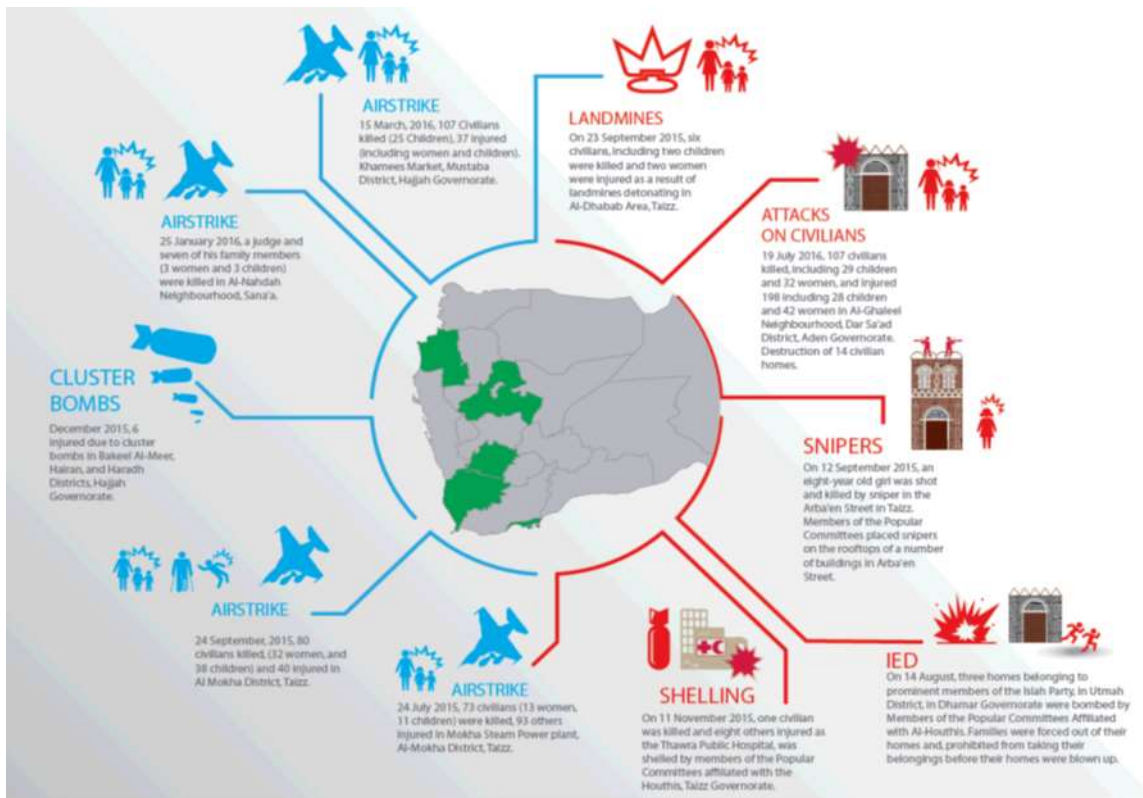 AIRSTRIKE
15 March, 2016, 107 Civilians
killed (25 Children), 37 injured
(including women and children).
Khamees Market, Mustaba
District, Hajjah Governorate.
LANDMINES
On 23 September 2015, six
civilians, including two children
were killed and two women
were injured as a result of
landmines detonating in
Al-Dhabab Area, Taizz.
ATTACKS
ON CIVILIANS
19 July 2016, 107 civilians
killed, including 29 children
and 32 women, and injured
198 including 28 children
and 42 women in Al-Ghaleel
Neighbourhood, Dar Sa'ad
District, Aden Governorate.
Destruction of 14 civilian
homes.
AIRSTRIKE
25 January 2016, a judge and
seven of his family members
(3 women and 3 children)
were killed in Al-Nahdah
Neighbourhood, Sana'a.
CLUSTER
BOMBS
December 2015, 6
injured due to cluster
bombs in Bakeel Al-Meer,
Hairan, and Haradh
Districts, Hajjah
Governorate.
SNIPERS
On 12 September 2015, an
eight-year old girl was shot
and killed by sniper in the
Arba'en Street in Taizz.
Members of the Popular
Committees placed snipers
on the rooftops of a number
of buildings in Arba'en
Street.
AIRSTRIKE
24 September, 2015, 80
civilians killed, (32 women, and
38 children) and 40 injured in
Al Mokha District, Taizz.
AIRSTRIKE
24 July 2015, 73 civilians (13 women,
11 children) were killed, 93 others
injured in Mokha Steam Power plant,
Al-Mokha District, Taizz.
SHELLING
On 11 November 2015, one civilian
was killed and eight others injured as
the Thawra Public Hospital, was
shelled by members of the Popular
Committees affiliated with the
Houthis, Taizz Governorate.
IED
On 14 August, three homes belonging to
prominent members of the Islah Party, in Utmah
District, in Dhamar Governorate were bombed by
Members of the Popular Committees Affiliated
with Al-Houthis. Families were forced out of their
homes and, prohibited from taking their
belongings before their homes were blown up.